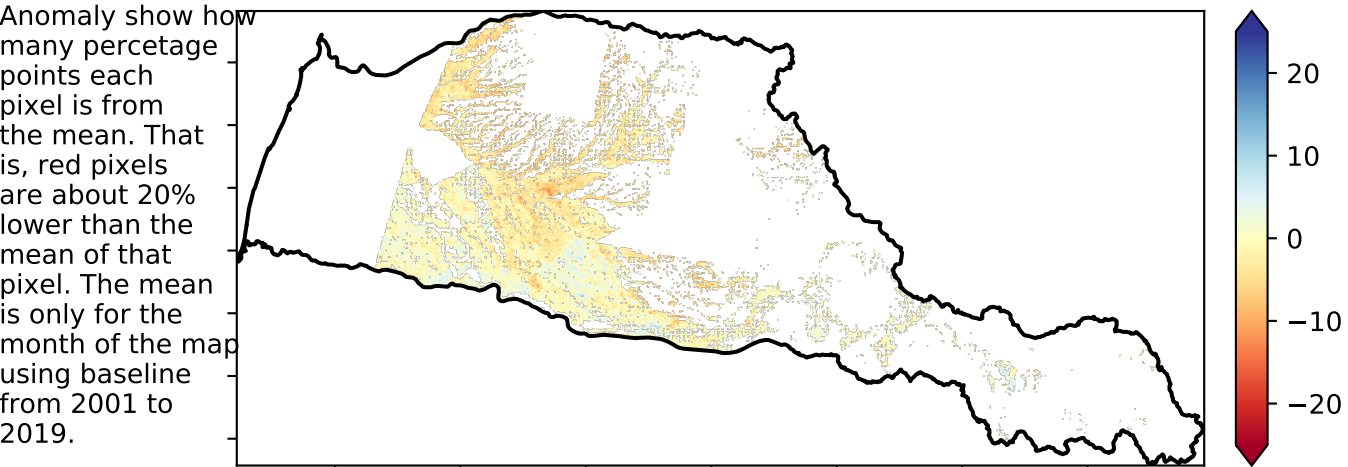 Anomaly show how
many percetage
points each
pixel is from
the mean. That
is, red pixels
are about 20%
lower than the
mean of that
pixel. The mean
is only for the
month of the map
using baseline
from 2001 to
2019.
20
10
0
−10
−20